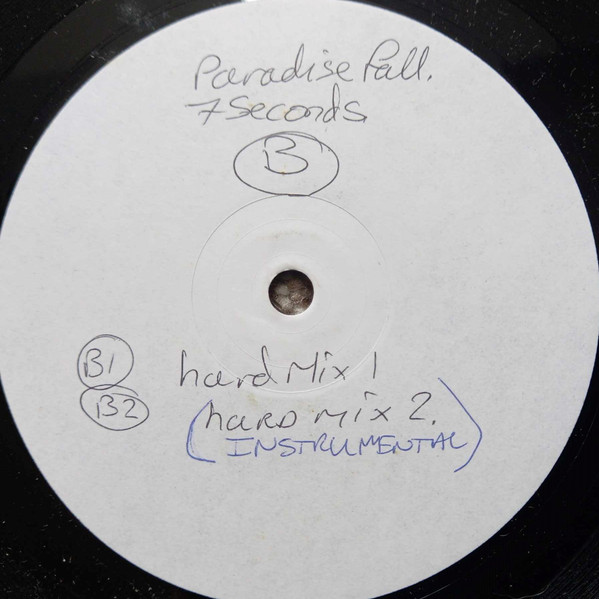 Paradise Fall.
7 Seconds
B
B1 hard Mix 1
B2 (hard mix 2.
INSTRUMENTAL)